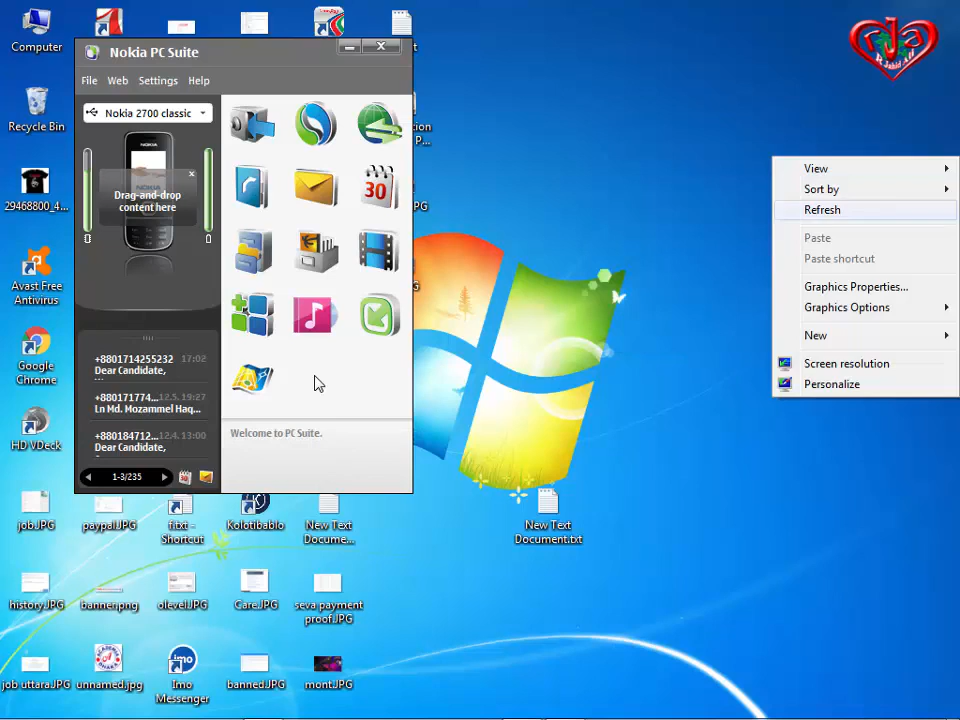 Computer
Recycle Bin
29468800_4...
Avast Free
Antivirus
Google
Chrome
HD VDeck
Nokia PC Suite
File Web Settings Help
Nokia 2700 classic
NOKIA
Drag-and-drop
content here
+8801714255232 17:02
Dear Candidate,
...
+880171774... 12.5. 19:27
Ln Md. Mozammel Haq...
+880184712... 12.4. 13:00
Dear Candidate,
1-3/235
30
Welcome to PC Suite.
View
Sort by
Refresh
Paste
Paste shortcut
Graphics Properties...
Graphics Options
New
Screen resolution
Personalize
job.JPG
paypal.JPG
f.txt -
Shortcut
Kolotibablo
New Text
Docume...
New Text
Document.txt
history.JPG
banner.png
olevel.JPG
Care.JPG
seva payment
proof.JPG
job uttara.JPG
unnamed.jpg
imo
Imo
Messenger
banned.JPG
mont.JPG